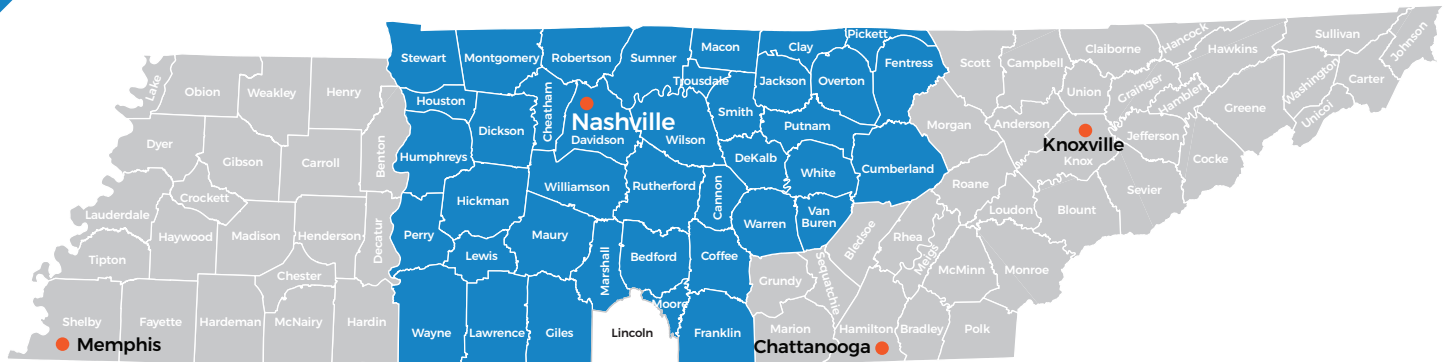 Lake
Obion
Weakley
Henry
Dyer
Gibson
Carroll
Benton
Crockett
Lauderdale
Haywood
Madison
Henderson
Decatur
Tipton
Chester
Shelby
Fayette
Hardeman
McNairy
Hardin
Memphis
Stewart
Montgomery
Robertson
Sumner
Macon
Clay
Pickett
Fentress
Trousdale
Jackson
Overton
Houston
Dickson
Cheatham
Nashville
Davidson
Wilson
Smith
Putnam
Humphreys
DeKalb
White
Cumberland
Williamson
Rutherford
Cannon
Hickman
Warren
Van
Buren
Perry
Lewis
Maury
Marshall
Bedford
Coffee
Moore
Wayne
Lawrence
Giles
Lincoln
Franklin
Scott
Campbell
Claiborne
Hancock
Hawkins
Sullivan
Johnson
Union
Grainger
Hamblen
Washington
Carter
Unicoi
Greene
Morgan
Anderson
Knoxville
Knox
Jefferson
Cocke
Sevier
Roane
Loudon
Blount
Bledsoe
Rhea
Meigs
McMinn
Monroe
Grundy
Sequatchie
Marion
Hamilton
Bradley
Polk
Chattanooga